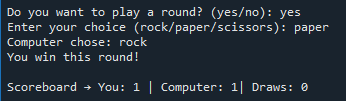 Do you want to play a round? (yes/no): yes
Enter your choice (rock/paper/scissors): paper
Computer chose: rock
You win this round!
Scoreboard → You: 1 | Computer: 1| Draws: 0